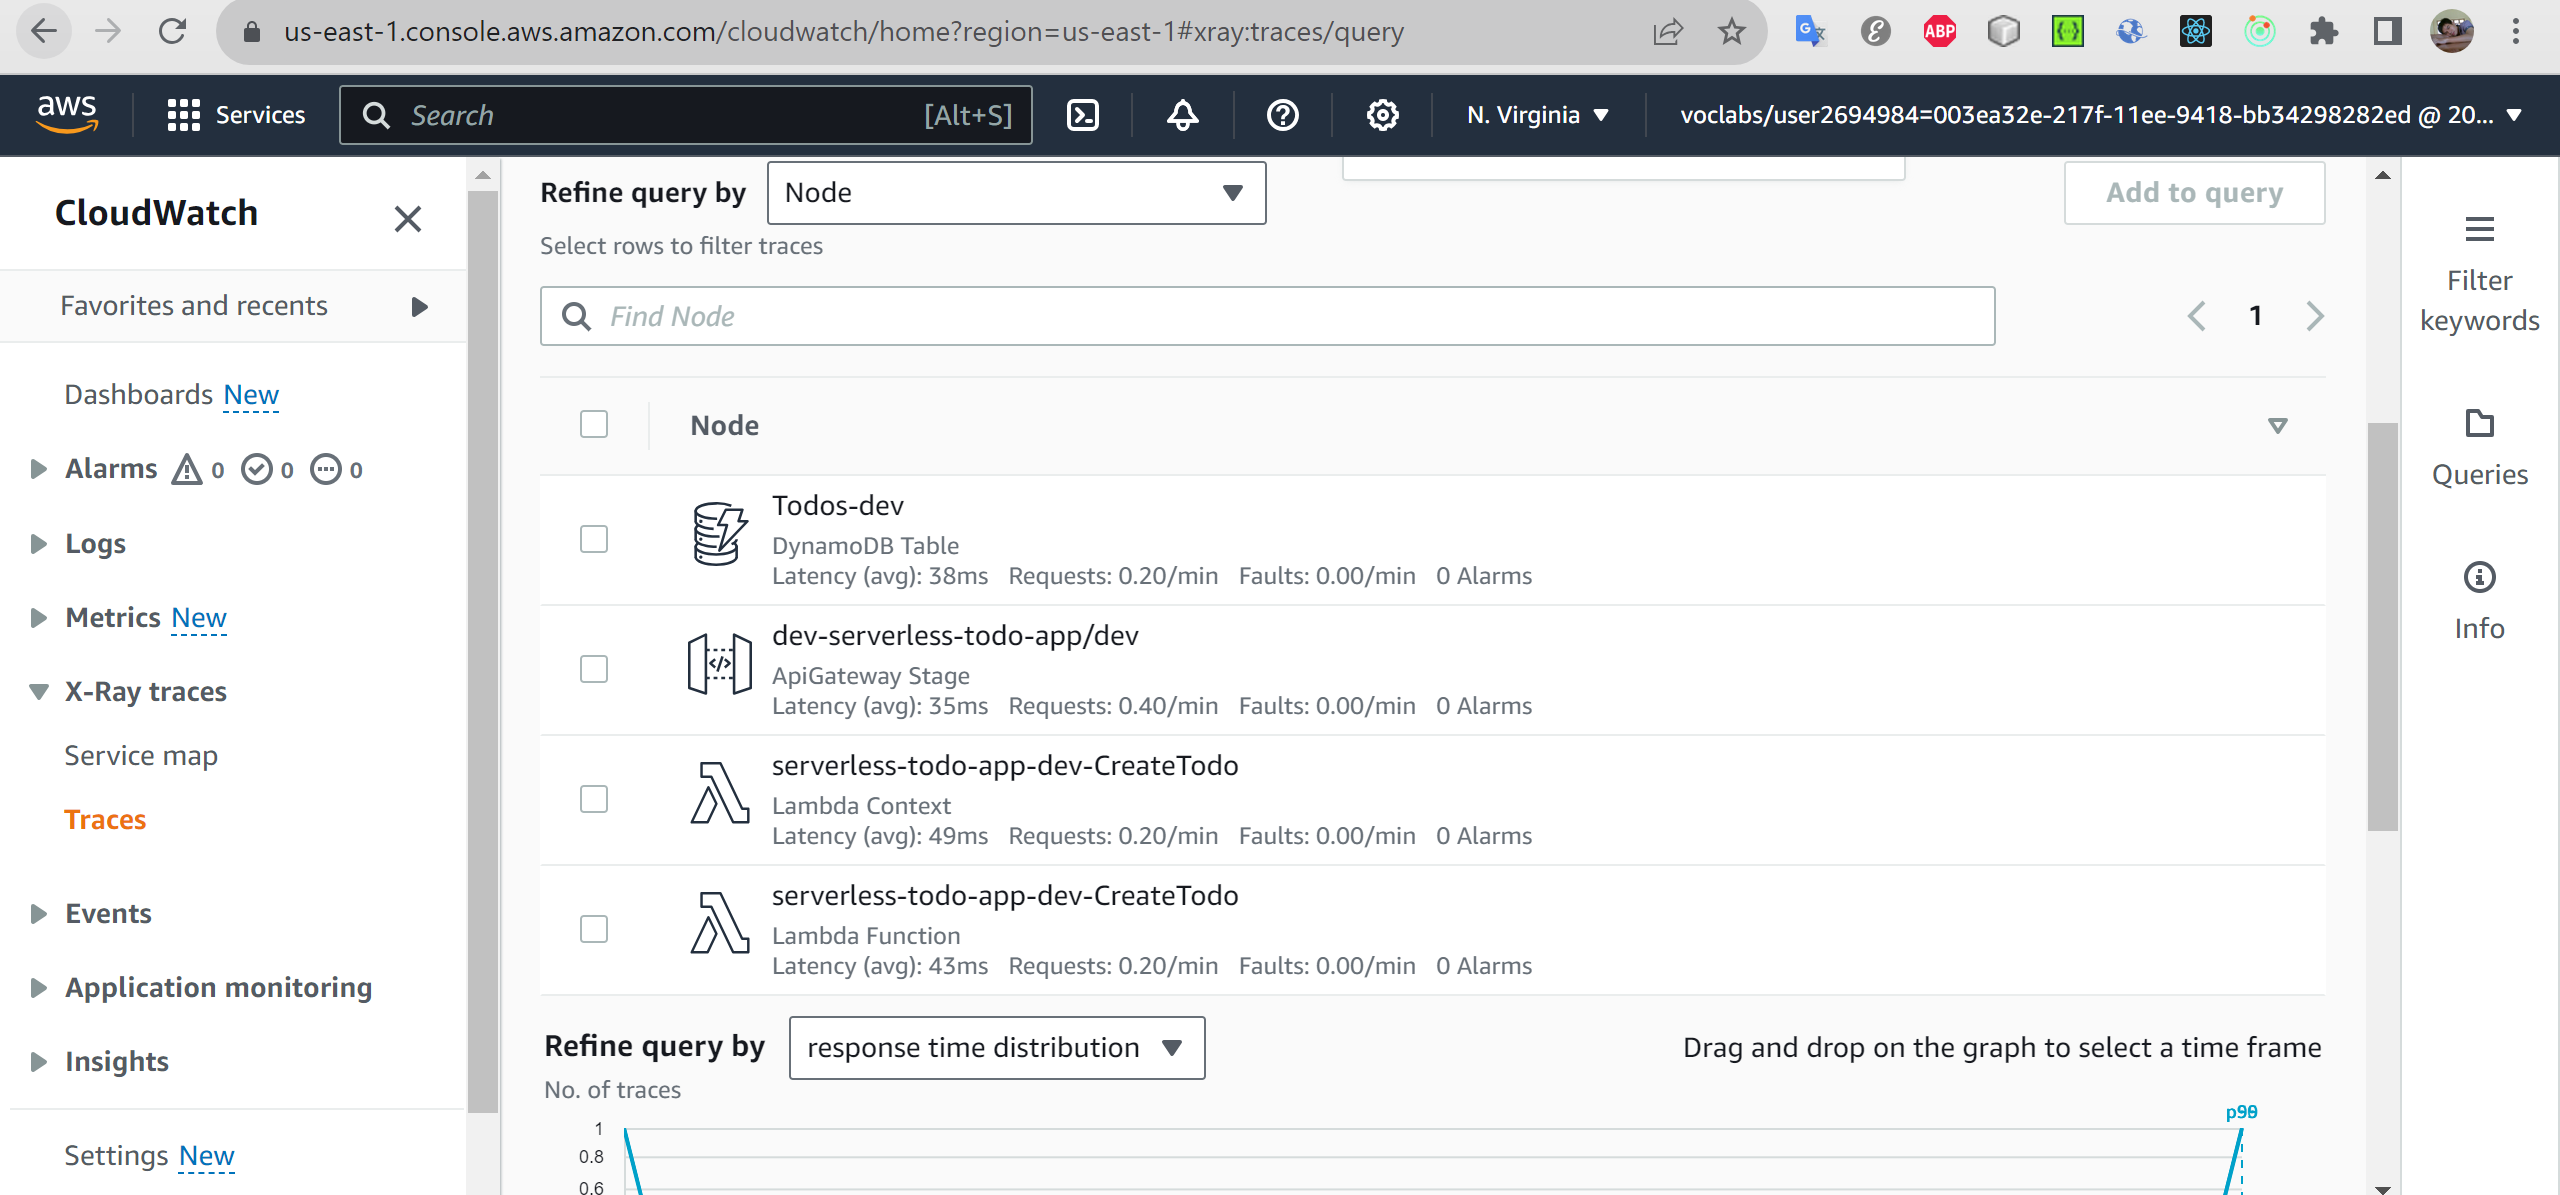 us-east-1.console.aws.amazon.com/cloudwatch/home?region=us-east-1#xray:traces/query
ABP
aws
Services
Search
[Alt+S]
N. Virginia
voclabs/user2694984=003ea32e-217f-11ee-9418-bb34298282ed @ 20...
CloudWatch
Favorites and recents
Dashboards New
Alarms 0 0 0
Logs
Metrics New
X-Ray traces
Service map
Traces
Events
Application monitoring
Insights
Settings New
Refine query by
Node
Add to query
Select rows to filter traces
Find Node
1
Node
Todos-dev
DynamoDB Table
Latency (avg): 38ms Requests: 0.20/min Faults: 0.00/min 0 Alarms
dev-serverless-todo-app/dev
ApiGateway Stage
Latency (avg): 35ms Requests: 0.40/min Faults: 0.00/min 0 Alarms
serverless-todo-app-dev-CreateTodo
Lambda Context
Latency (avg): 49ms Requests: 0.20/min Faults: 0.00/min 0 Alarms
serverless-todo-app-dev-CreateTodo
Lambda Function
Latency (avg): 43ms Requests: 0.20/min Faults: 0.00/min 0 Alarms
Refine query by
response time distribution
Drag and drop on the graph to select a time frame
No. of traces
1
0.8
0.6
Filter
keywords
Queries
Info